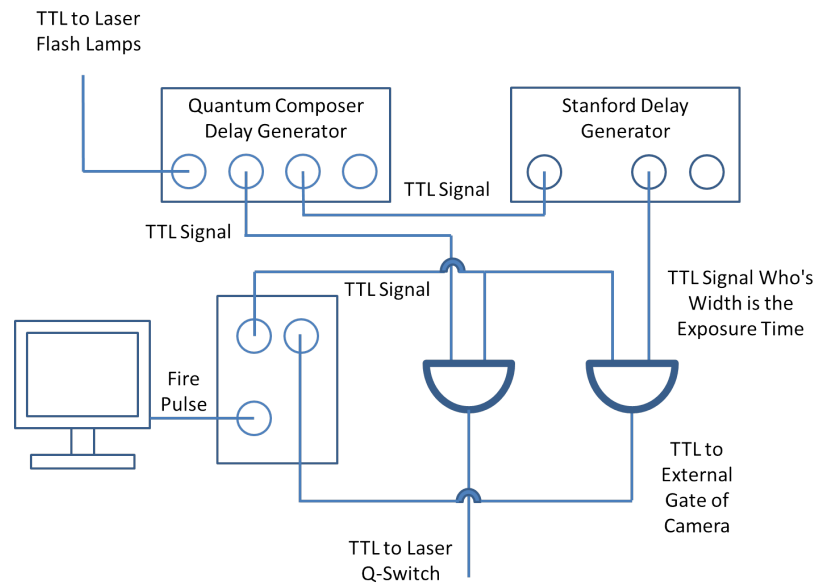 TTL to Laser
Flash Lamps
Quantum Composer
Delay Generator
Stanford Delay
Generator
TTL Signal
TTL Signal
TTL Signal
TTL Signal Who's
Width is the
Exposure Time
Fire
Pulse
TTL to
External
Gate of
Camera
TTL to Laser
Q-Switch